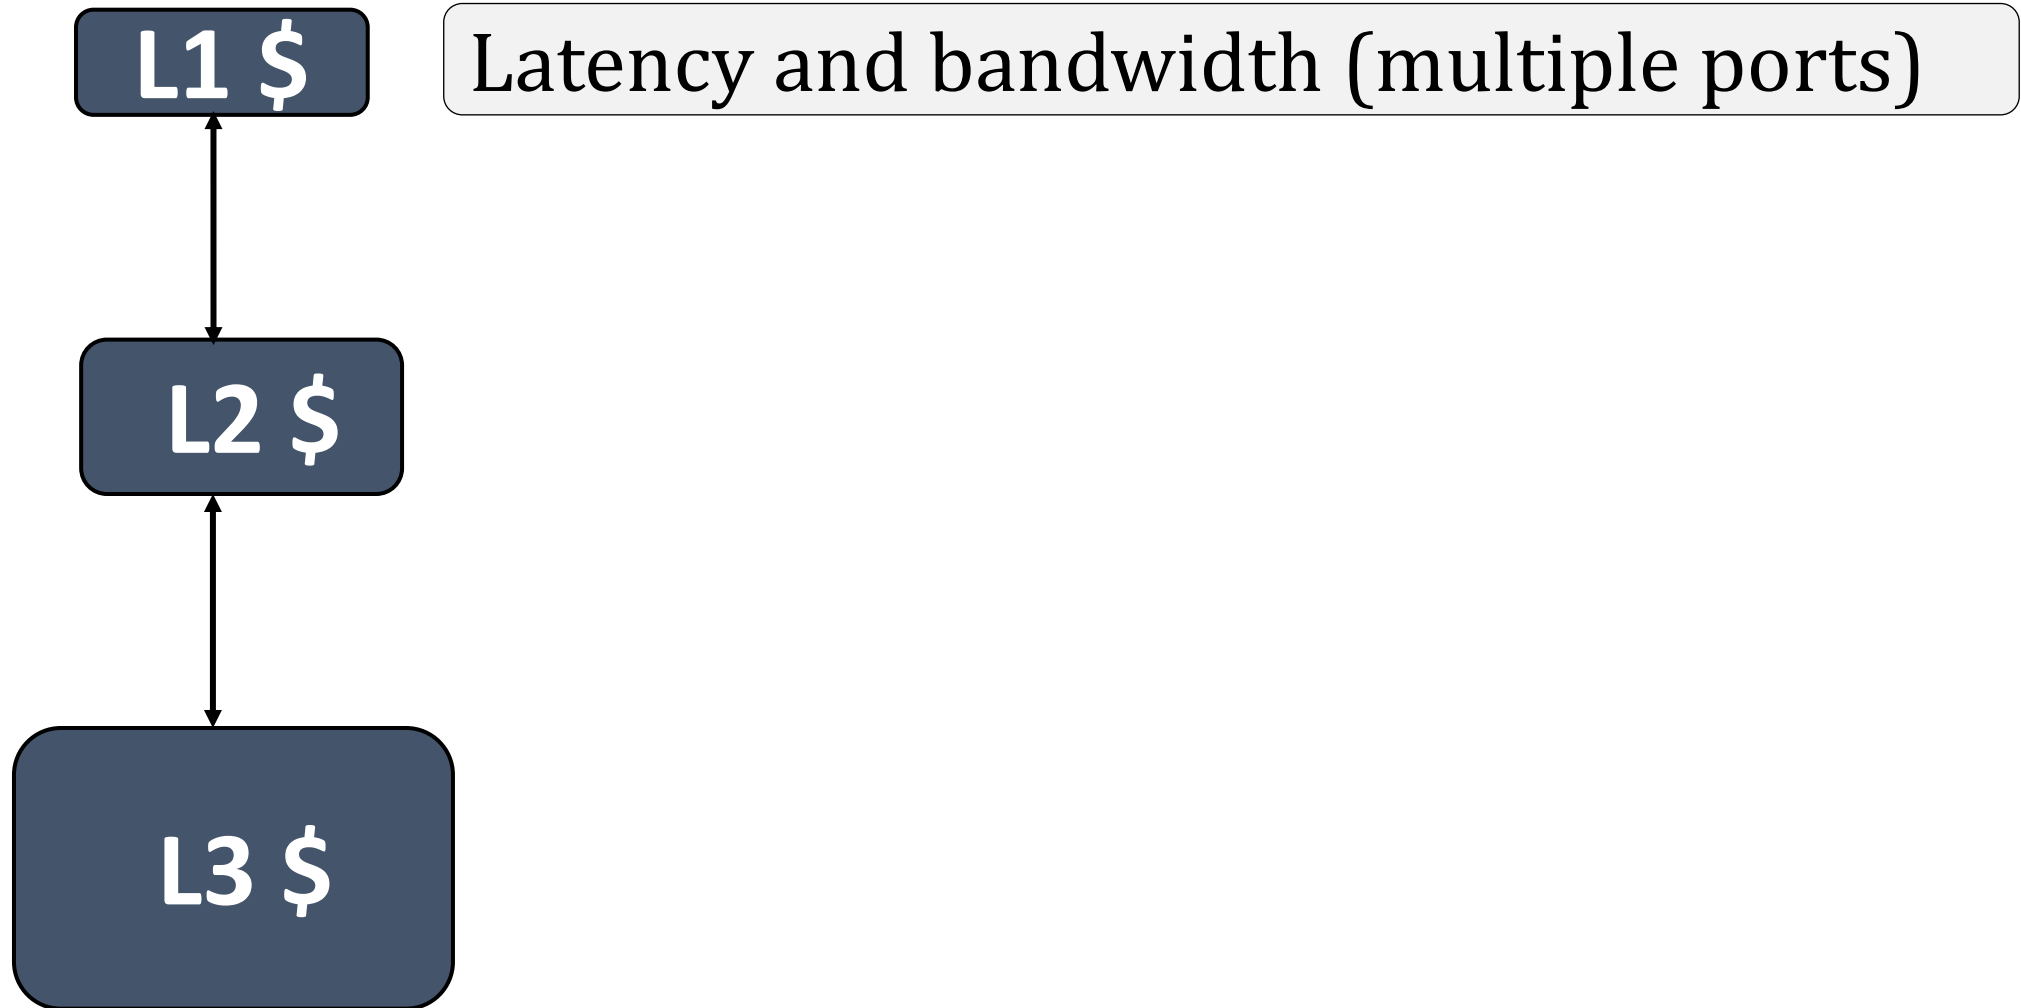 L1 $
Latency and bandwidth (multiple ports)
L2 $
L3 $